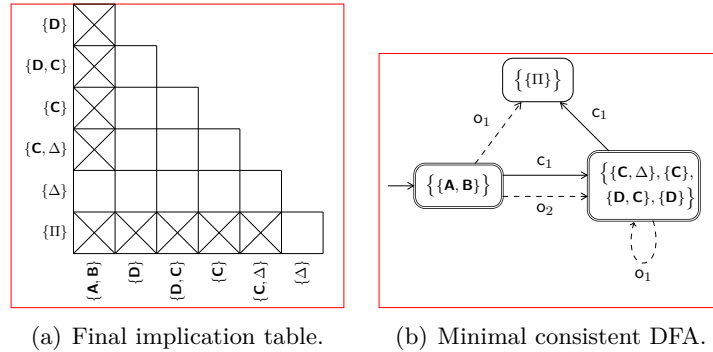 {D}
{D, C}
{C}
{C, Δ}
{Δ}
{Π}
{A, B}
{D}
{D, C}
{C}
{C, Δ}
{Δ}
(a) Final implication table.
{{Π}}
o₁
c₁
{{A, B}}
c₁
o₂
{{C, Δ}, {C},
{D, C}, {D}}
o₁
(b) Minimal consistent DFA.